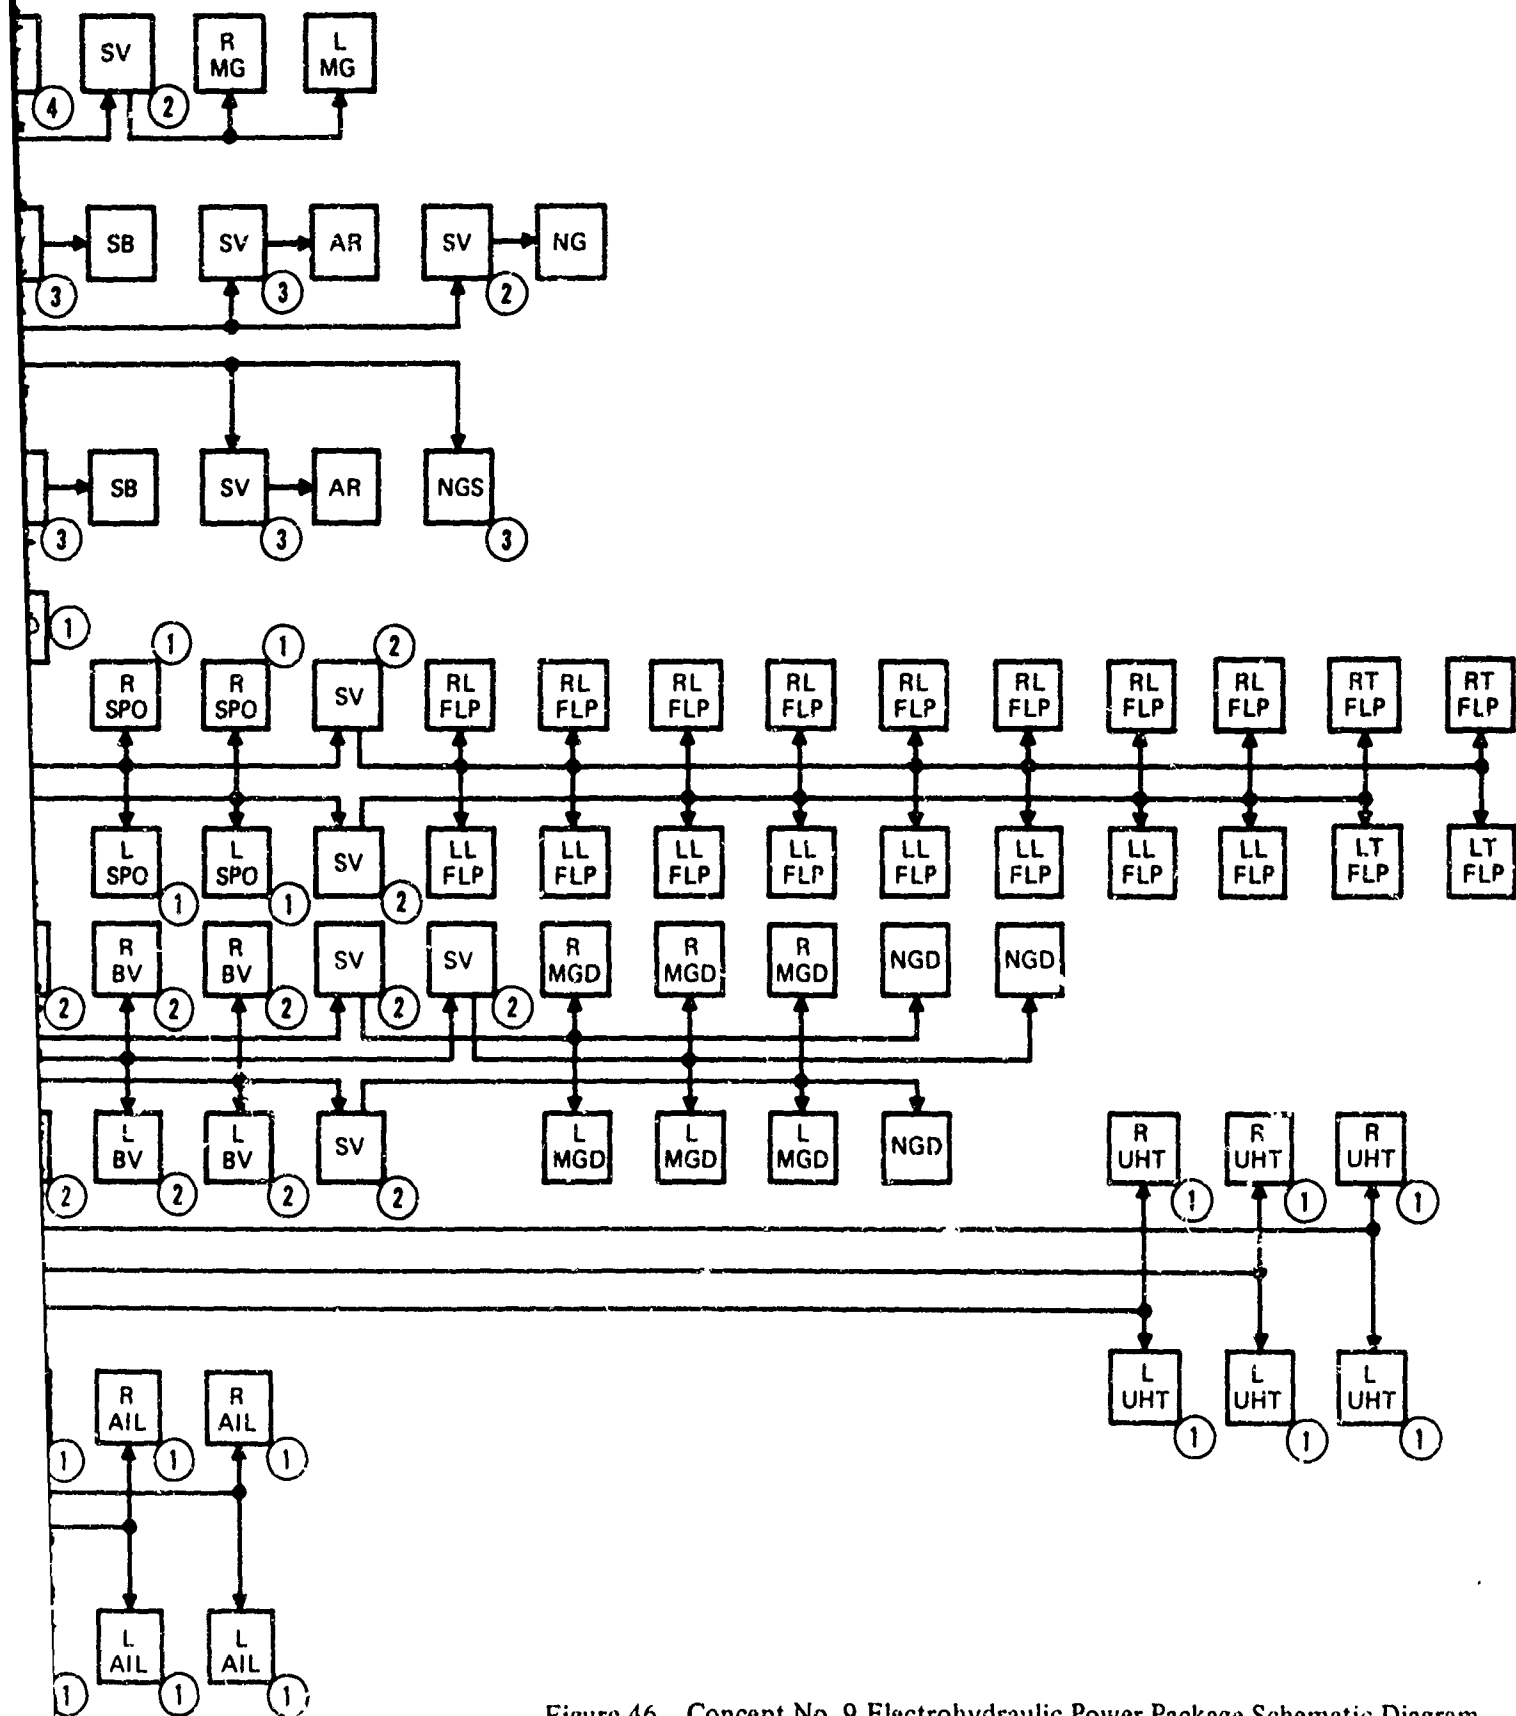 SV
R
MG
L
MG
4
2
SB
SV
AR
SV
NG
3
3
2
SB
SV
AR
NGS
3
3
3
1
1
1
2
R
SPO
R
SPO
SV
RL
FLP
RL
FLP
RL
FLP
RL
FLP
RL
FLP
RL
FLP
RL
FLP
RL
FLP
RT
FLP
RT
FLP
L
SPO
L
SPO
SV
LL
FLP
LL
FLP
LL
FLP
LL
FLP
LL
FLP
LL
FLP
LL
FLP
LL
FLP
LT
FLP
LT
FLP
1
1
2
R
BV
R
BV
SV
SV
R
MGD
R
MGD
R
MGD
NGD
NGD
2
2
2
2
2
L
BV
L
BV
SV
L
MGD
L
MGD
L
MGD
NGD
2
2
2
2
R
UHT
R
UHT
R
UHT
1
1
1
L
UHT
L
UHT
L
UHT
1
1
1
R
AIL
R
AIL
1
1
1
L
AIL
L
AIL
1
1
1
Figure 46. Concept No. 9 Electrohydraulic Power Package Schematic Diagram